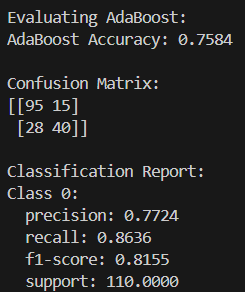 Evaluating AdaBoost:
AdaBoost Accuracy: 0.7584
Confusion Matrix:
[[95 15]
[28 40]]
Classification Report:
Class 0:
precision: 0.7724
recall: 0.8636
f1-score: 0.8155
support: 110.0000